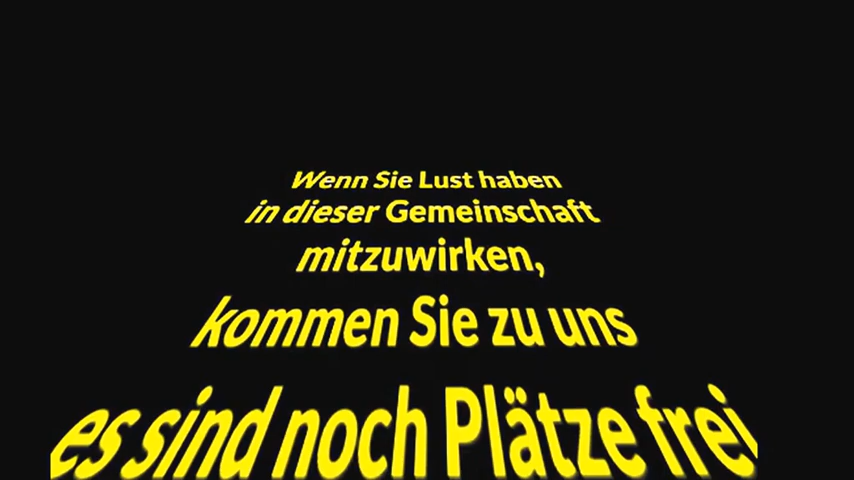 Wenn Sie Lust haben
in dieser Gemeinschaft
mitzuwirken,
kommen Sie zu uns
es sind noch Plätze frei